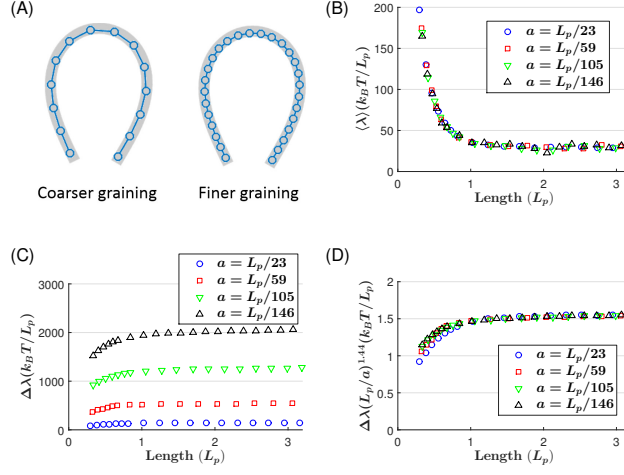 (A)
Coarser graining
Finer graining
(B)
⟨λ⟩(k_BT/L_p)
200
150
100
50
0
0
1
2
3
Length (L_p)
a = L_p/23
a = L_p/59
a = L_p/105
a = L_p/146
(C)
Δλ(k_BT/L_p)
3000
2000
1000
0
0
1
2
3
Length (L_p)
a = L_p/23
a = L_p/59
a = L_p/105
a = L_p/146
(D)
Δλ(L_p/a)^1.44(k_BT/L_p)
2
1.5
1
0.5
0
0
1
2
3
Length (L_p)
a = L_p/23
a = L_p/59
a = L_p/105
a = L_p/146